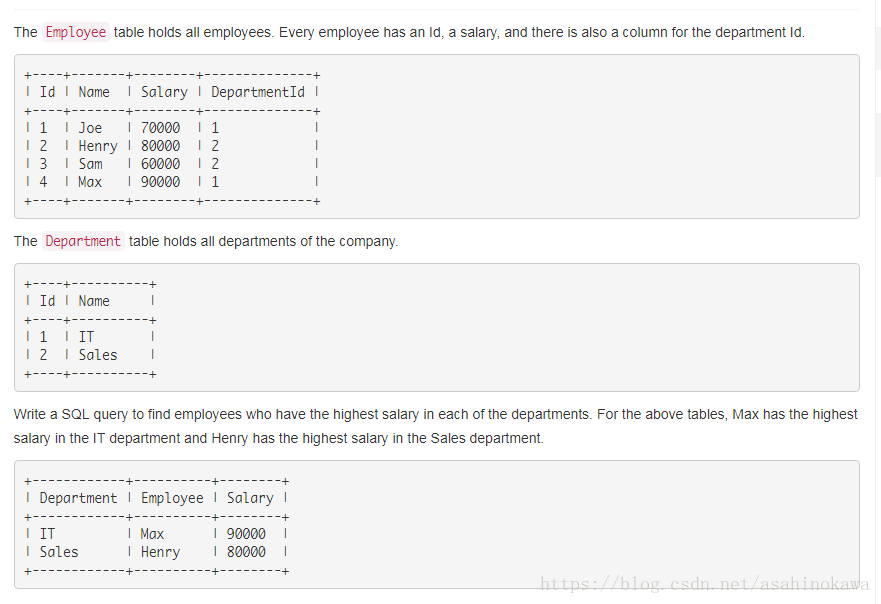 The Employee table holds all employees. Every employee has an Id, a salary, and there is also a column for the department Id.
+----+-------+--------+--------------+
| Id | Name  | Salary | DepartmentId |
+----+-------+--------+--------------+
| 1  | Joe   | 70000  | 1            |
| 2  | Henry | 80000  | 2            |
| 3  | Sam   | 60000  | 2            |
| 4  | Max   | 90000  | 1            |
+----+-------+--------+--------------+
The Department table holds all departments of the company.
+----+----------+
| Id | Name     |
+----+----------+
| 1  | IT       |
| 2  | Sales    |
+----+----------+
Write a SQL query to find employees who have the highest salary in each of the departments. For the above tables, Max has the highest
salary in the IT department and Henry has the highest salary in the Sales department.
+------------+----------+--------+
| Department | Employee | Salary |
+------------+----------+--------+
| IT         | Max      | 90000  |
| Sales      | Henry    | 80000  |
+------------+----------+--------+
https://blog.csdn.net/asahinokawa